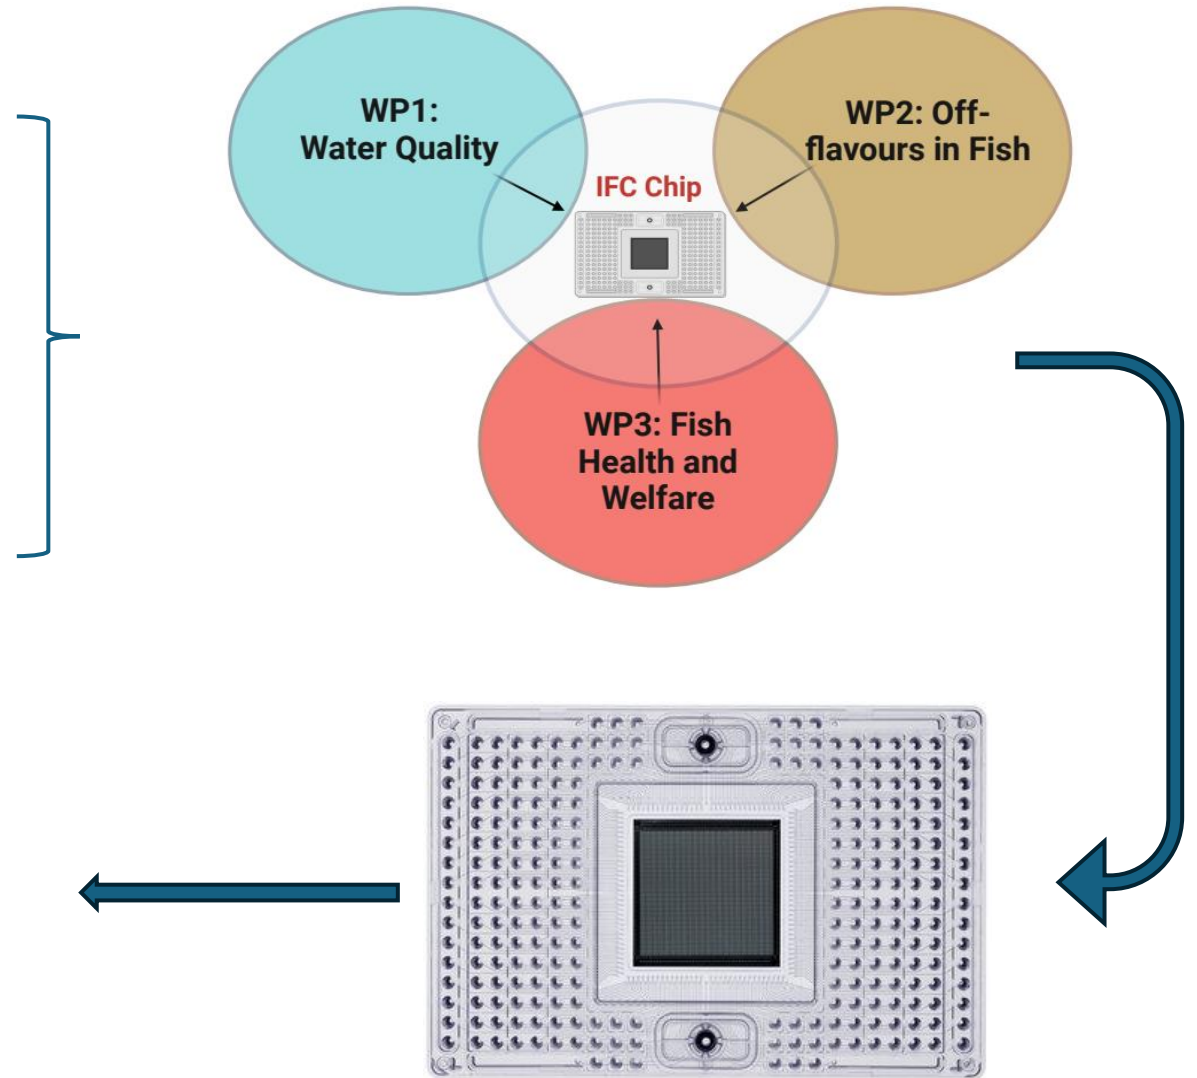 WP1:
Water Quality
WP2: Off-
flavours in Fish
IFC Chip
WP3: Fish
Health and
Welfare